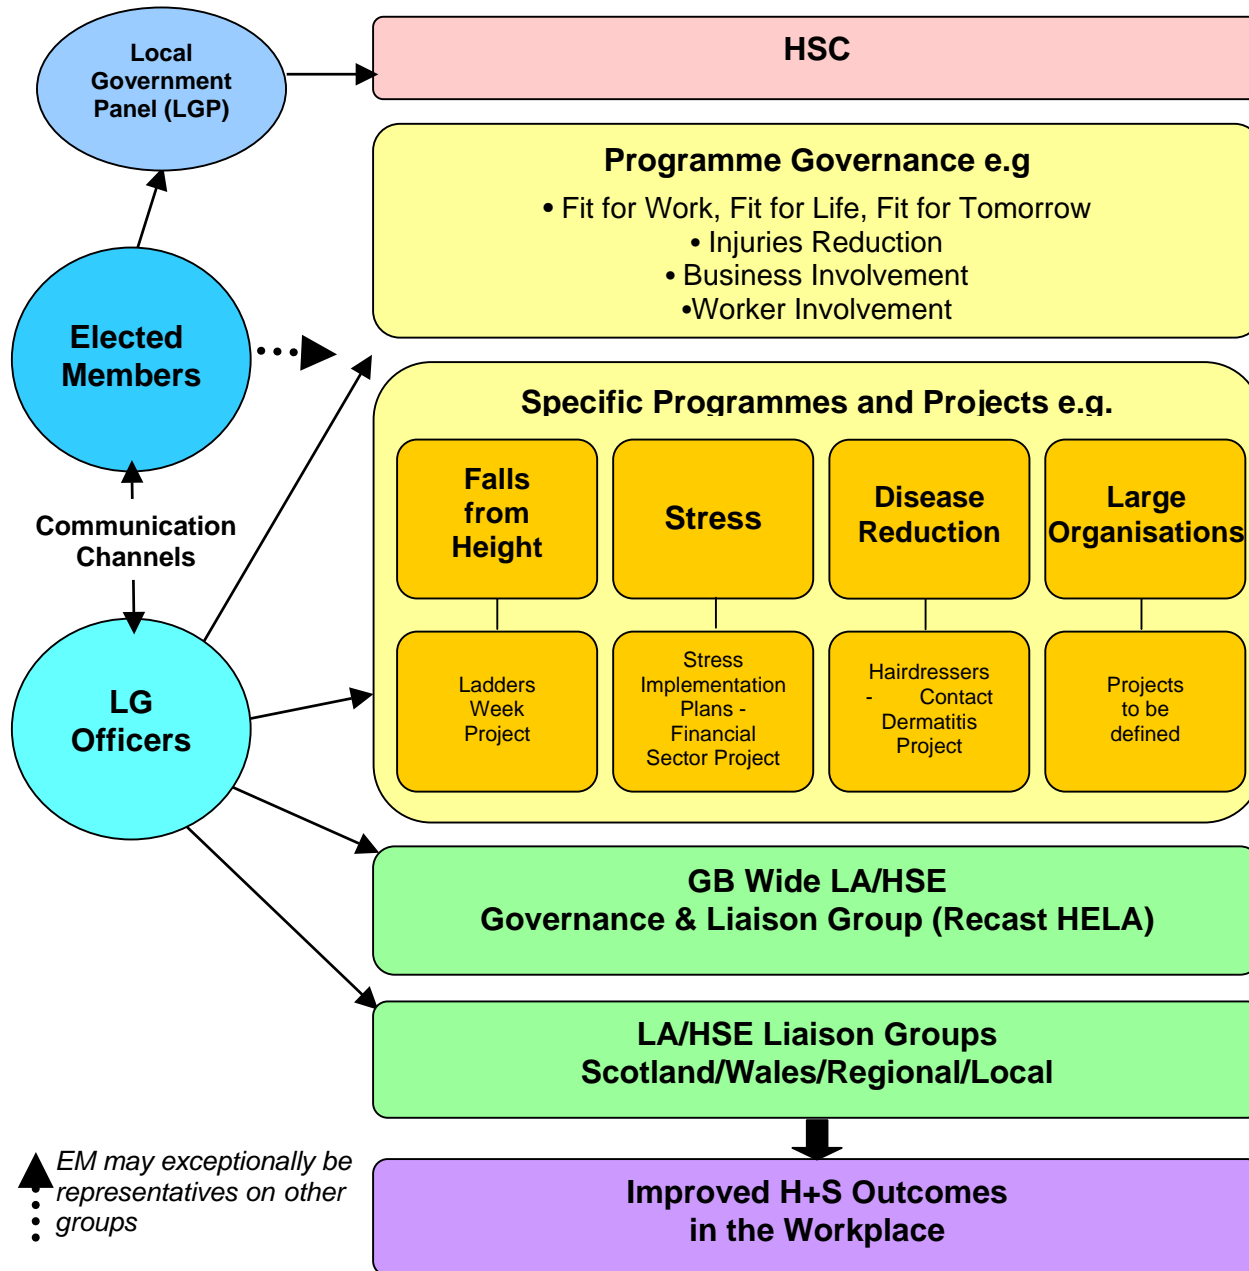 Local
Government
Panel (LGP)
HSC
Programme Governance e.g
• Fit for Work, Fit for Life, Fit for Tomorrow
• Injuries Reduction
• Business Involvement
•Worker Involvement
Elected
Members
Specific Programmes and Projects e.g.
Falls
from
Height
Stress
Disease
Reduction
Large
Organisations
Communication
Channels
LG
Officers
Ladders
Week
Project
Stress
Implementation
Plans -
Financial
Sector Project
Hairdressers
- Contact
Dermatitis
Project
Projects
to be
defined
GB Wide LA/HSE
Governance & Liaison Group (Recast HELA)
LA/HSE Liaison Groups
Scotland/Wales/Regional/Local
EM may exceptionally be
representatives on other
groups
Improved H+S Outcomes
in the Workplace